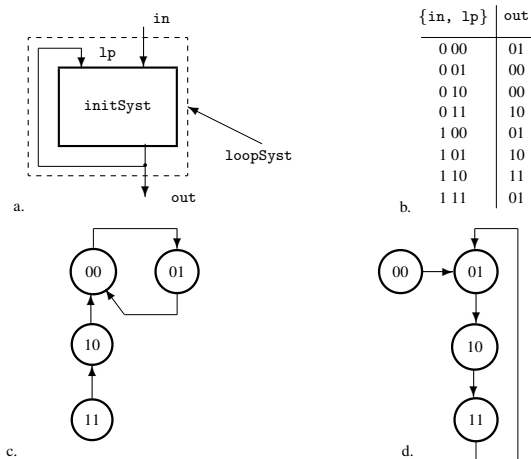 in
lp
initSyst
loopSyst
out
a.
{in, lp} out
0 00 01
0 01 00
0 10 00
0 11 10
1 00 01
1 01 10
1 10 11
1 11 01
b.
00 01
10
11
c.
00 01
10
11
d.